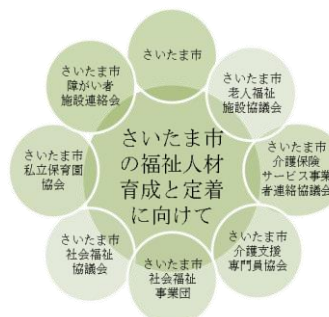 さいたま市
さいたま市
老人福祉
施設協議会
さいたま市
介護保険
サービス事業
者連絡協議会
さいたま市
介護支援
専門員協会
さいたま市
社会福祉
事業団
さいたま市
社会福祉
協議会
さいたま市
私立保育園
協会
さいたま市
障がい者
施設連絡会
さいたま市
の福祉人材
育成と定着
に向けて